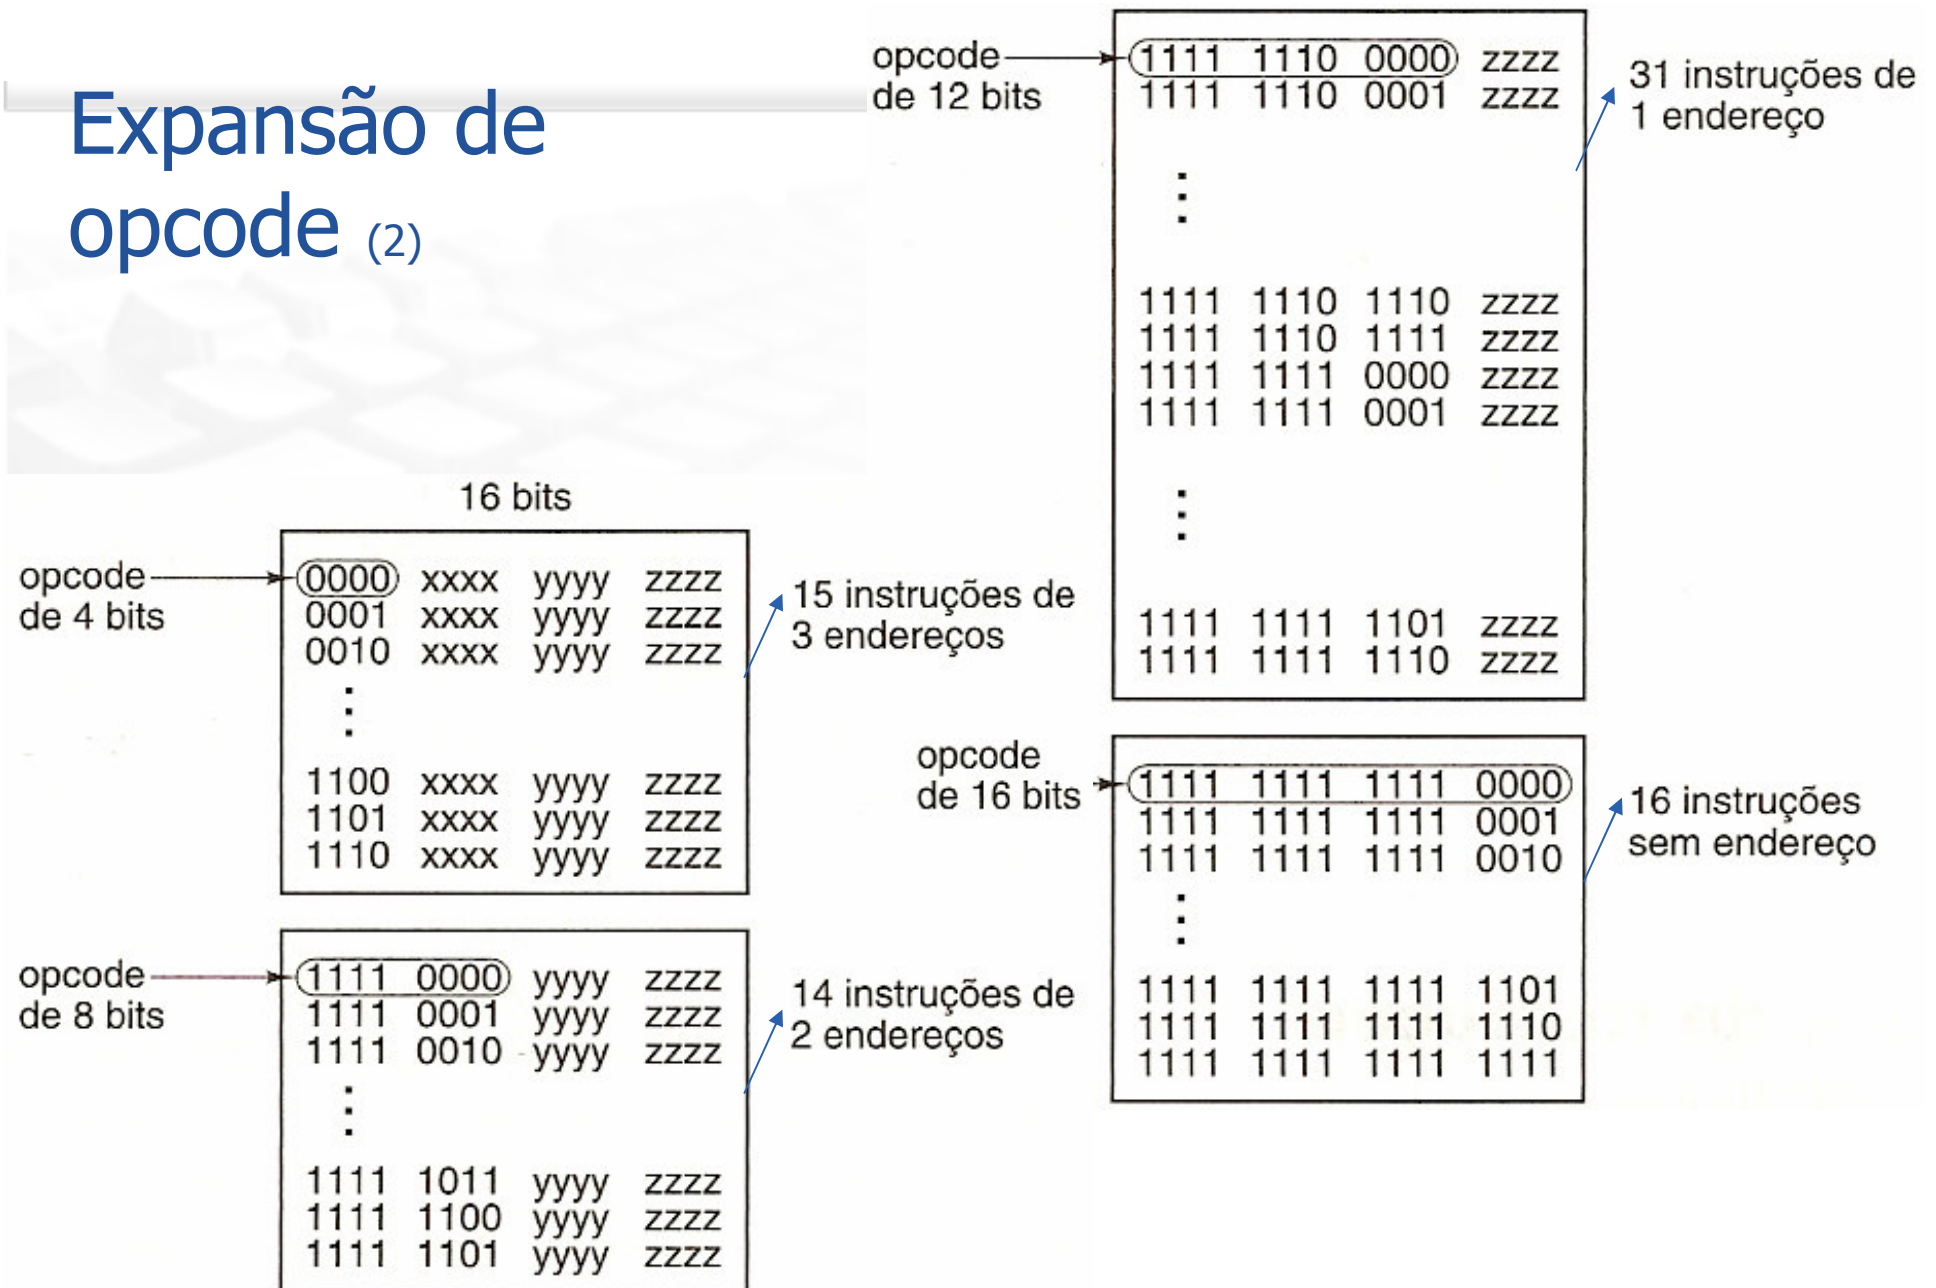 Expansão de
opcode (2)
16 bits
opcode
de 4 bits
0000 xxxx yyyy zzzz
0001 xxxx yyyy zzzz
0010 xxxx yyyy zzzz
⋮
1100 xxxx yyyy zzzz
1101 xxxx yyyy zzzz
1110 xxxx yyyy zzzz
15 instruções de
3 endereços
opcode
de 8 bits
1111 0000 yyyy zzzz
1111 0001 yyyy zzzz
1111 0010 yyyy zzzz
⋮
1111 1011 yyyy zzzz
1111 1100 yyyy zzzz
1111 1101 yyyy zzzz
14 instruções de
2 endereços
opcode
de 12 bits
1111 1110 0000 zzzz
1111 1110 0001 zzzz
⋮
1111 1110 1110 zzzz
1111 1110 1111 zzzz
1111 1111 0000 zzzz
1111 1111 0001 zzzz
⋮
1111 1111 1101 zzzz
1111 1111 1110 zzzz
31 instruções de
1 endereço
opcode
de 16 bits
1111 1111 1111 0000
1111 1111 1111 0001
1111 1111 1111 0010
⋮
1111 1111 1111 1101
1111 1111 1111 1110
1111 1111 1111 1111
16 instruções
sem endereço